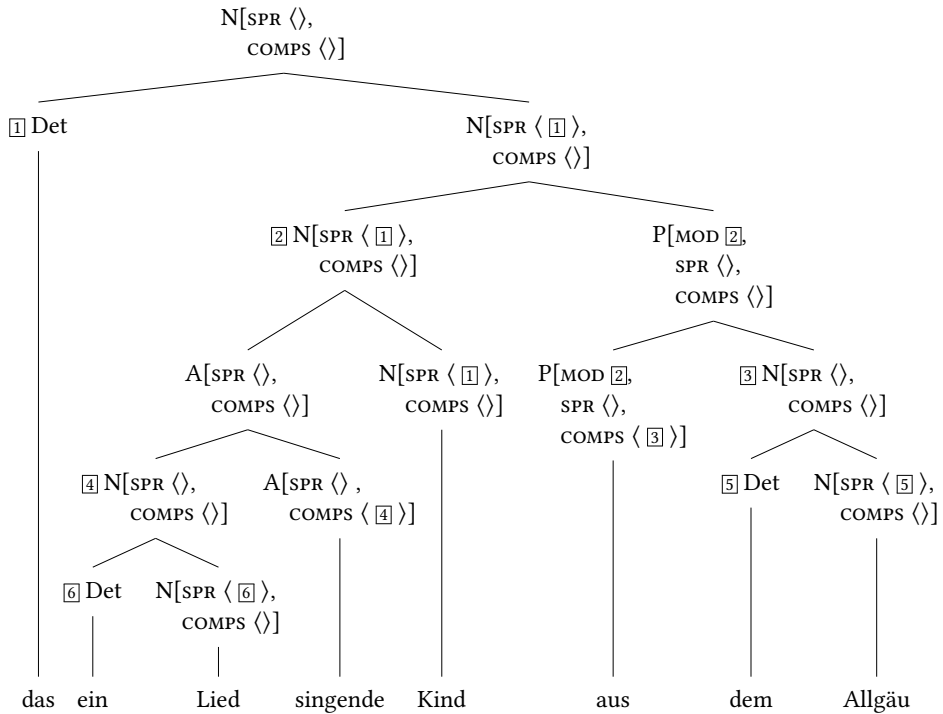 N[SPR ⟨⟩,
COMPS ⟨⟩]
1 Det N[SPR ⟨ 1 ⟩,
COMPS ⟨⟩]
2 N[SPR ⟨ 1 ⟩, P[MOD 2,
COMPS ⟨⟩] SPR ⟨⟩,
COMPS ⟨⟩]
A[SPR ⟨⟩, N[SPR ⟨ 1 ⟩, P[MOD 2, 3 N[SPR ⟨⟩,
COMPS ⟨⟩] COMPS ⟨⟩] SPR ⟨⟩, COMPS ⟨⟩]
COMPS ⟨ 3 ⟩]
4 N[SPR ⟨⟩, A[SPR ⟨⟩ , 5 Det N[SPR ⟨ 5 ⟩,
COMPS ⟨⟩] COMPS ⟨ 4 ⟩] COMPS ⟨⟩]
6 Det N[SPR ⟨ 6 ⟩,
COMPS ⟨⟩]
das ein Lied singende Kind aus dem Allgäu